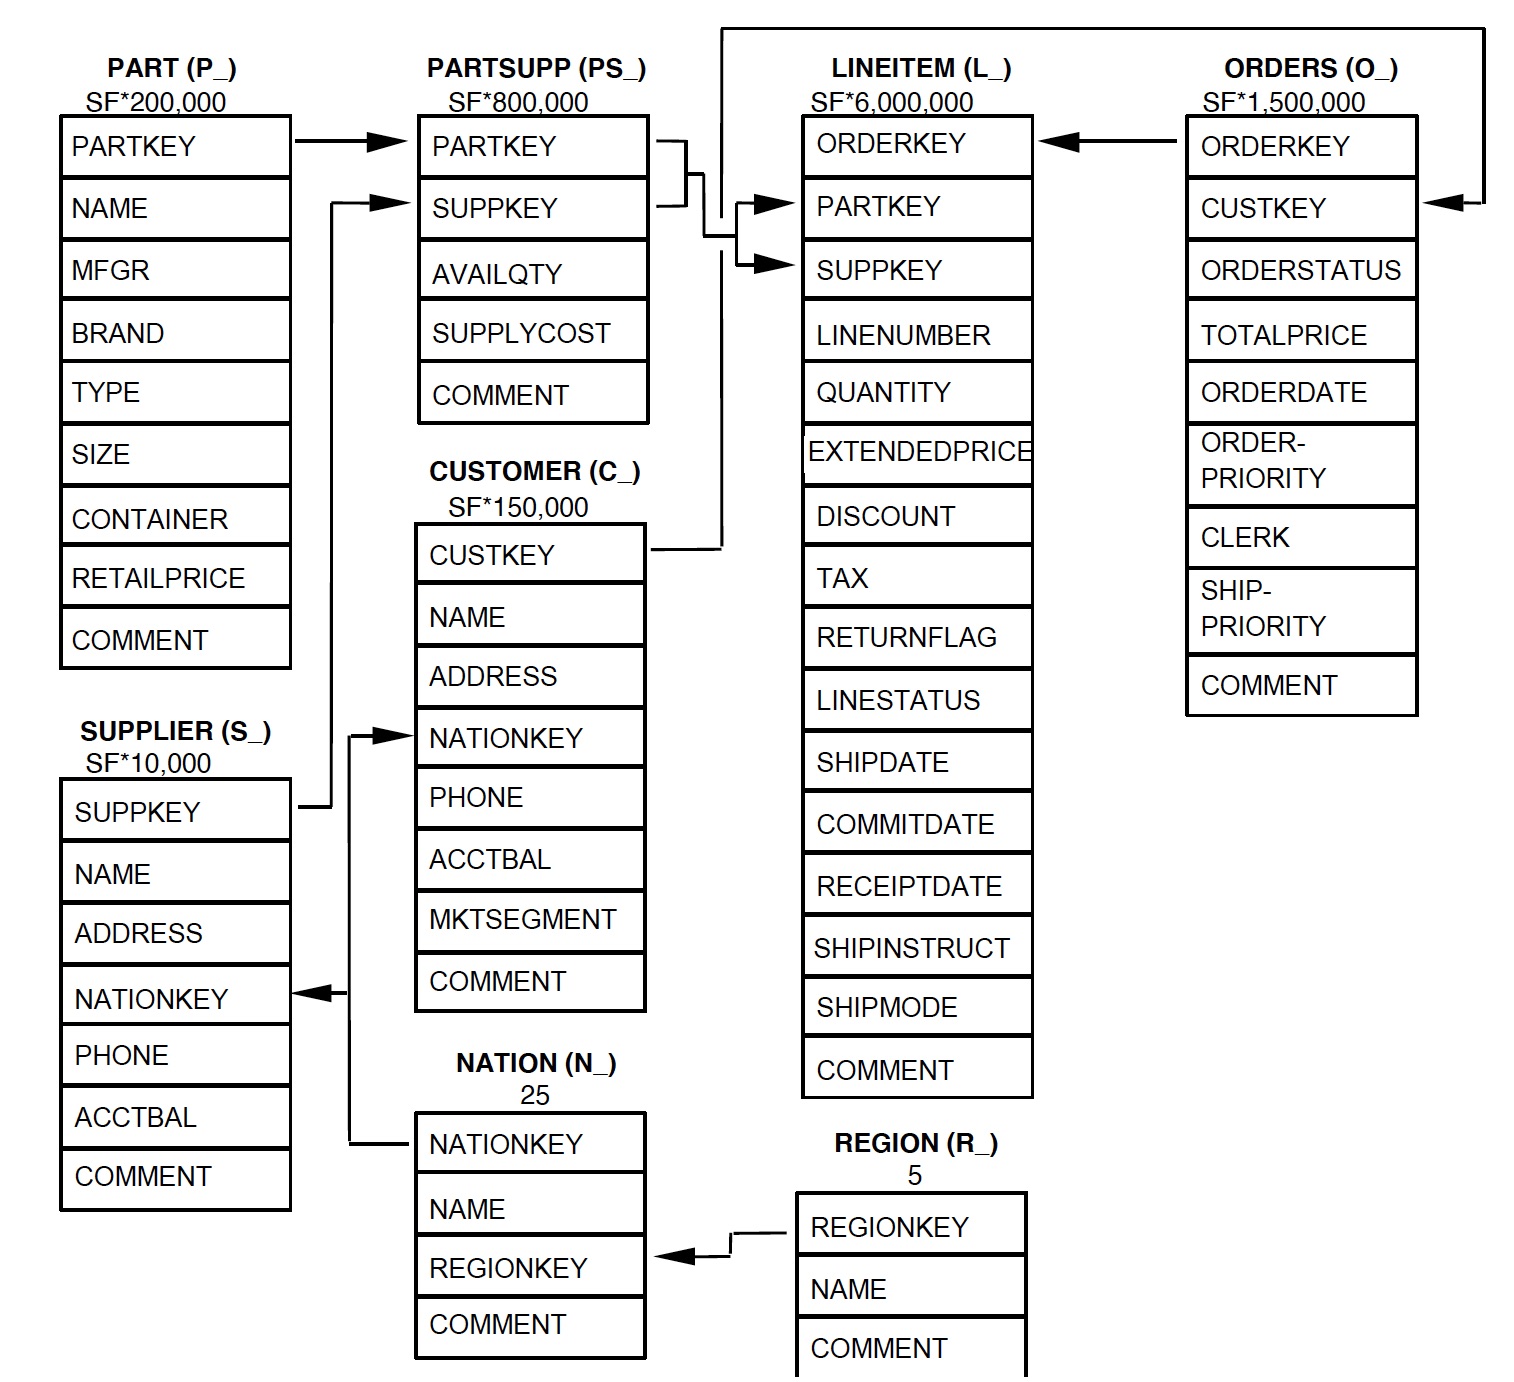 PART (P_)
SF*200,000
PARTKEY
NAME
MFGR
BRAND
TYPE
SIZE
CONTAINER
RETAILPRICE
COMMENT
SUPPLIER (S_)
SF*10,000
SUPPKEY
NAME
ADDRESS
NATIONKEY
PHONE
ACCTBAL
COMMENT
PARTSUPP (PS_)
SF*800,000
PARTKEY
SUPPKEY
AVAILQTY
SUPPLYCOST
COMMENT
CUSTOMER (C_)
SF*150,000
CUSTKEY
NAME
ADDRESS
NATIONKEY
PHONE
ACCTBAL
MKTSEGMENT
COMMENT
NATION (N_)
25
NATIONKEY
NAME
REGIONKEY
COMMENT
LINEITEM (L_)
SF*6,000,000
ORDERKEY
PARTKEY
SUPPKEY
LINENUMBER
QUANTITY
EXTENDEDPRICE
DISCOUNT
TAX
RETURNFLAG
LINESTATUS
SHIPDATE
COMMITDATE
RECEIPTDATE
SHIPINSTRUCT
SHIPMODE
COMMENT
REGION (R_)
5
REGIONKEY
NAME
COMMENT
ORDERS (O_)
SF*1,500,000
ORDERKEY
CUSTKEY
ORDERSTATUS
TOTALPRICE
ORDERDATE
ORDER-
PRIORITY
CLERK
SHIP-
PRIORITY
COMMENT